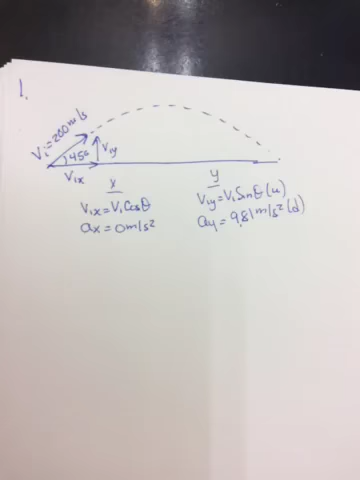 1.
Vi=200m/s
45°
Viy
Vix
x
Vix=Vicosθ
ax=0m/s²
y
Viy=Visinθ(u)
ay=9.81m/s²(d)